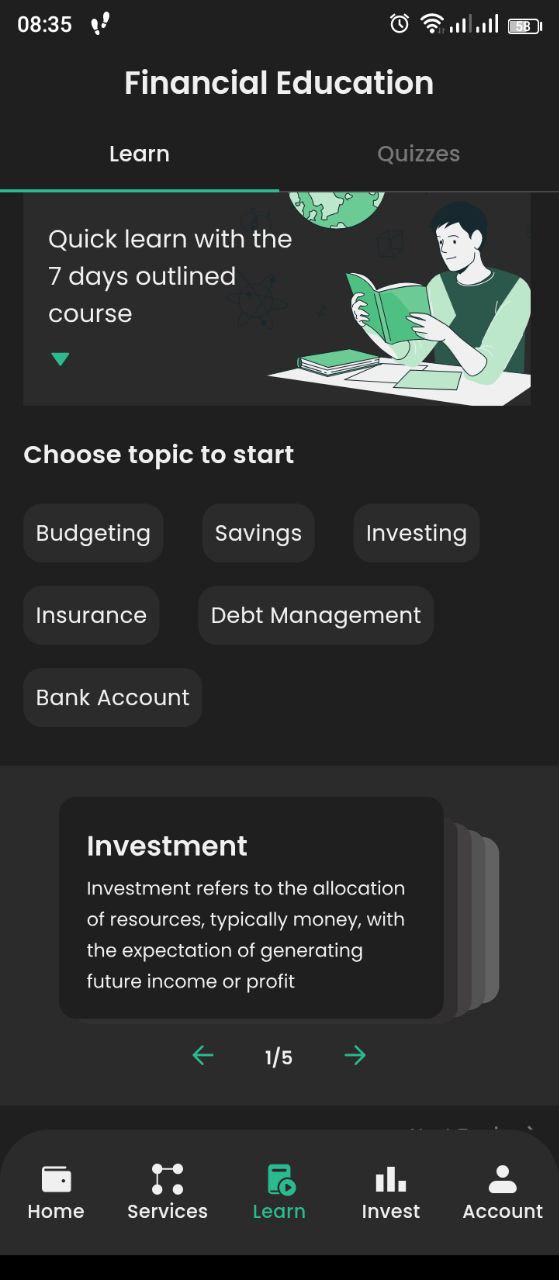 08:35
58
Financial Education
Learn
Quizzes
Quick learn with the
7 days outlined
course
Choose topic to start
Budgeting
Savings
Investing
Insurance
Debt Management
Bank Account
Investment
Investment refers to the allocation
of resources, typically money, with
the expectation of generating
future income or profit
1/5
Home
Services
Learn
Invest
Account